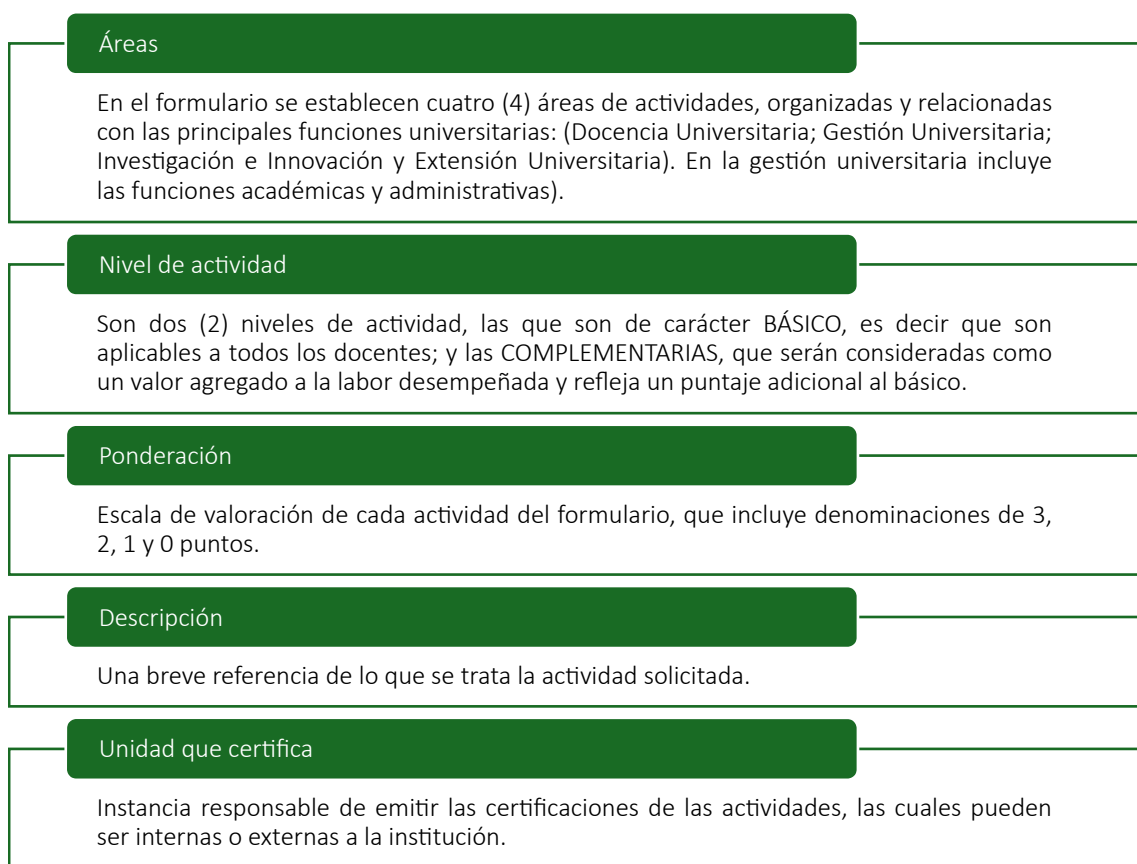 Áreas
En el formulario se establecen cuatro (4) áreas de actividades, organizadas y relacionadas
con las principales funciones universitarias: (Docencia Universitaria; Gestión Universitaria;
Investigación e Innovación y Extensión Universitaria). En la gestión universitaria incluye
las funciones académicas y administrativas).
Nivel de actividad
Son dos (2) niveles de actividad, las que son de carácter BÁSICO, es decir que son
aplicables a todos los docentes; y las COMPLEMENTARIAS, que serán consideradas como
un valor agregado a la labor desempeñada y refleja un puntaje adicional al básico.
Ponderación
Escala de valoración de cada actividad del formulario, que incluye denominaciones de 3,
2, 1 y 0 puntos.
Descripción
Una breve referencia de lo que se trata la actividad solicitada.
Unidad que certifica
Instancia responsable de emitir las certificaciones de las actividades, las cuales pueden
ser internas o externas a la institución.